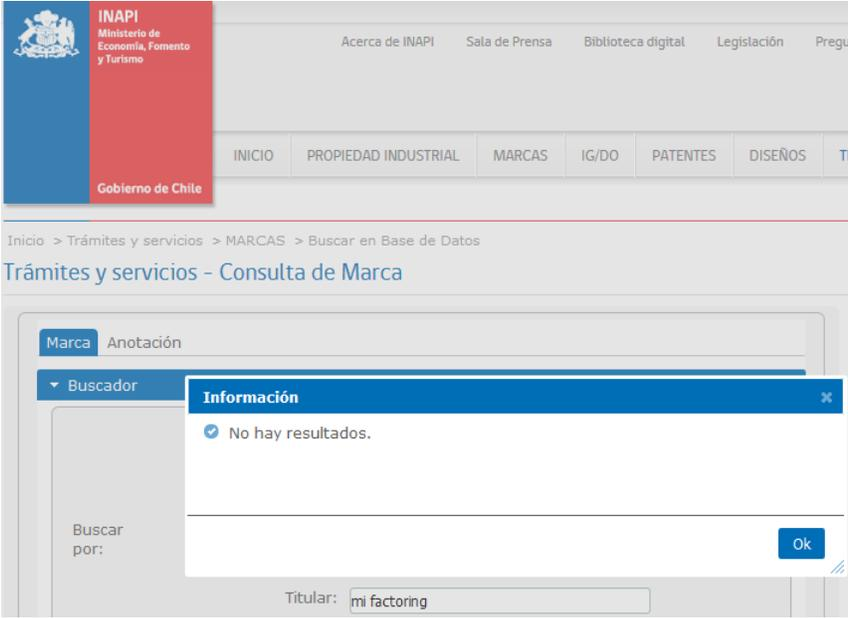 INAPI
Ministerio de
Economía, Fomento
y Turismo
Gobierno de Chile
Acerca de INAPI Sala de Prensa Biblioteca digital Legislación Pregu
INICIO PROPIEDAD INDUSTRIAL MARCAS IG/DO PATENTES DISEÑOS T
Inicio > Trámites y servicios > MARCAS > Buscar en Base de Datos
Trámites y servicios - Consulta de Marca
Marca Anotación
Buscador
Información
No hay resultados.
Buscar
por:
Ok
Titular: mi factoring